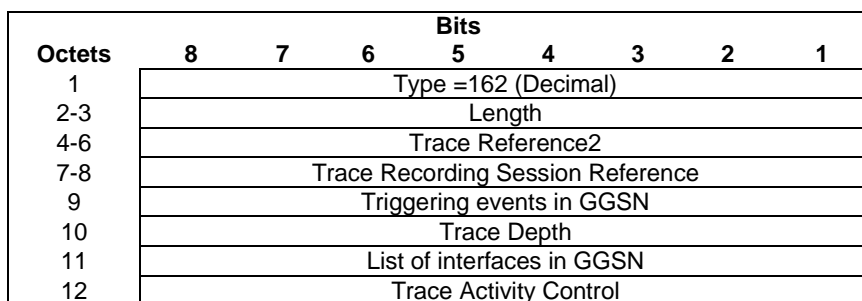 Bits
Octets 8 7 6 5 4 3 2 1
1 Type =162 (Decimal)
2-3 Length
4-6 Trace Reference2
7-8 Trace Recording Session Reference
9 Triggering events in GGSN
10 Trace Depth
11 List of interfaces in GGSN
12 Trace Activity Control